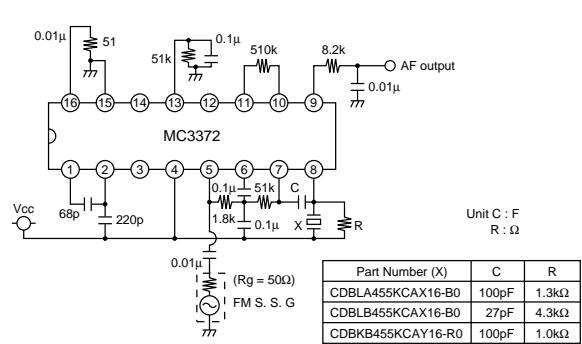 0.01μ
51
0.1μ
51k
510k
8.2k
AF output
0.01μ
16 15 14 13 12 11 10 9
MC3372
1 2 3 4 5 6 7 8
0.1μ 51k C
Vcc
68p
220p
1.8k
0.1μ
X
R
Unit C : F
R : Ω
0.01μ
(Rg = 50Ω)
FM S. S. G
Part Number (X) C R
CDBLA455KCAX16-B0 100pF 1.3kΩ
CDBLB455KCAX16-B0 27pF 4.3kΩ
CDBKB455KCAY16-R0 100pF 1.0kΩ